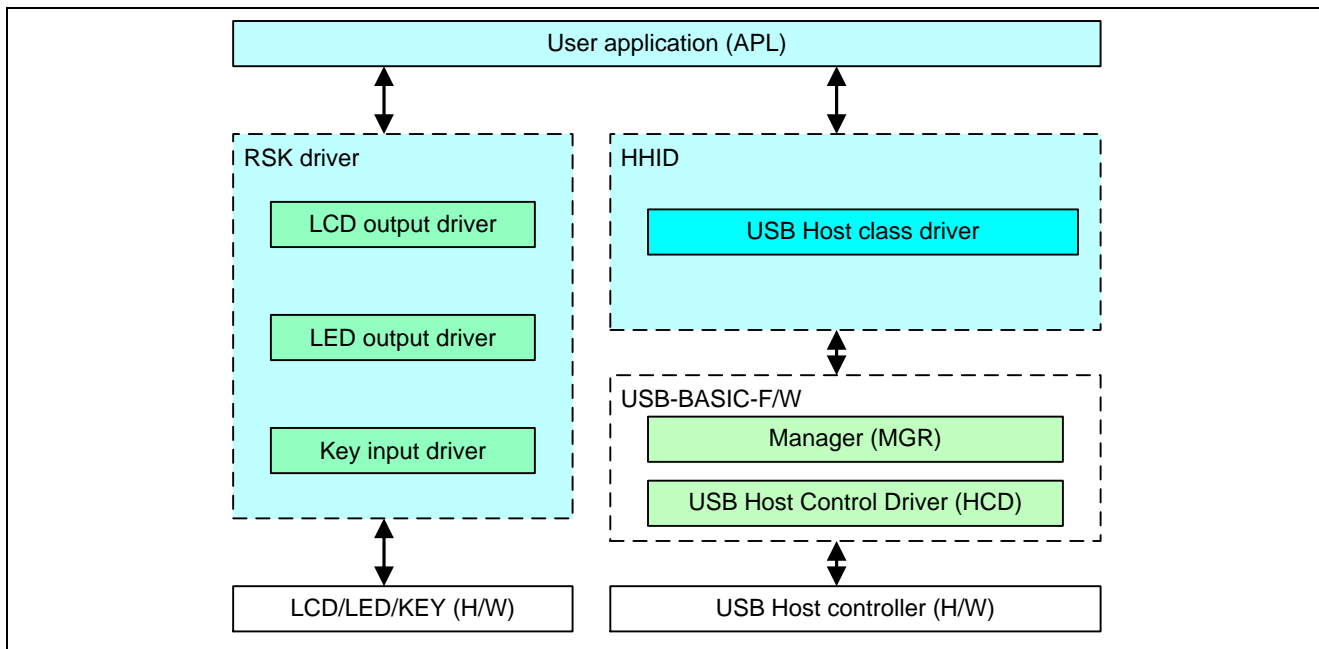 User application (APL)
RSK driver
LCD output driver
LED output driver
Key input driver
LCD/LED/KEY (H/W)
HHID
USB Host class driver
USB-BASIC-F/W
Manager (MGR)
USB Host Control Driver (HCD)
USB Host controller (H/W)